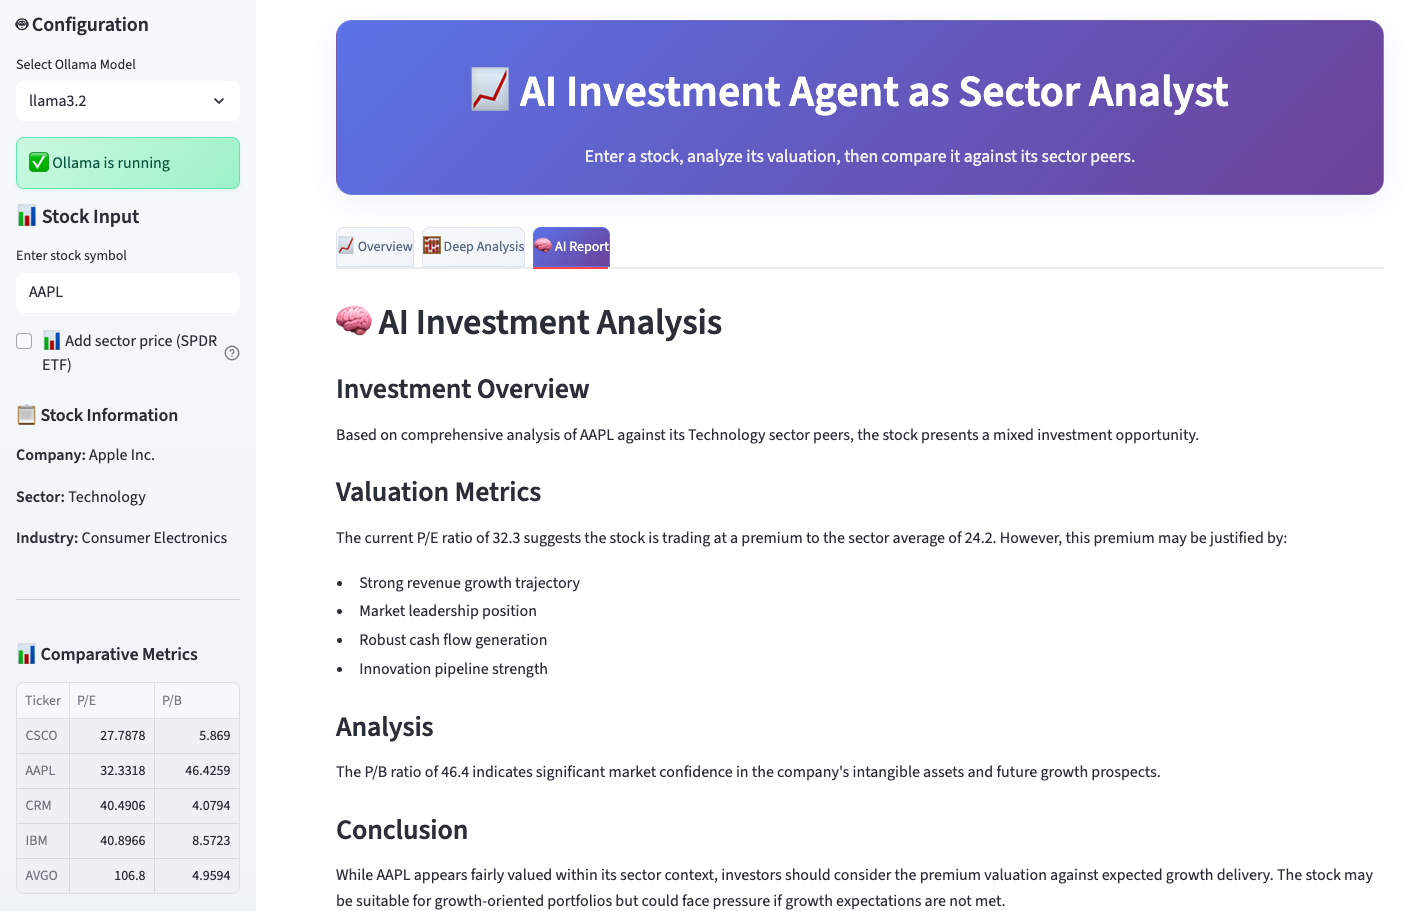 Configuration
Select Ollama Model
llama3.2
Ollama is running
Stock Input
Enter stock symbol
AAPL
Add sector price (SPDR
ETF)
Stock Information
Company: Apple Inc.
Sector: Technology
Industry: Consumer Electronics
Comparative Metrics
Ticker P/E P/B
CSCO 27.7878 5.869
AAPL 32.3318 46.4259
CRM 40.4906 4.0794
IBM 40.8966 8.5723
AVGO 106.8 4.9594
AI Investment Agent as Sector Analyst
Enter a stock, analyze its valuation, then compare it against its sector peers.
Overview Deep Analysis AI Report
AI Investment Analysis
Investment Overview
Based on comprehensive analysis of AAPL against its Technology sector peers, the stock presents a mixed investment opportunity.
Valuation Metrics
The current P/E ratio of 32.3 suggests the stock is trading at a premium to the sector average of 24.2. However, this premium may be justified by:
• Strong revenue growth trajectory
• Market leadership position
• Robust cash flow generation
• Innovation pipeline strength
Analysis
The P/B ratio of 46.4 indicates significant market confidence in the company's intangible assets and future growth prospects.
Conclusion
While AAPL appears fairly valued within its sector context, investors should consider the premium valuation against expected growth delivery. The stock may
be suitable for growth-oriented portfolios but could face pressure if growth expectations are not met.